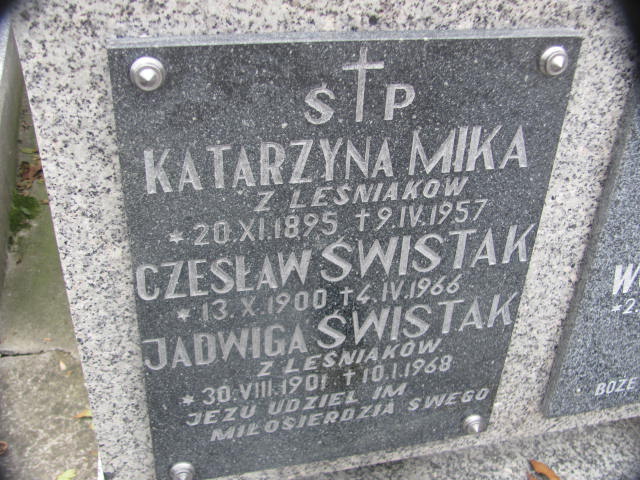 Ś P
KATARZYNA MIKA
Z LEŚNIAKÓW
* 20.XI.1895 † 9.IV.1957
CZESŁAW ŚWISTAK
* 13.X.1900 † 4.IV.1966
JADWIGA ŚWISTAK
Z LEŚNIAKÓW
* 30.VIII.1901 † 10.I.1968
JEZU UDZIEL IM
MIŁOSIERDZIA SWEGO
W
BOŻE